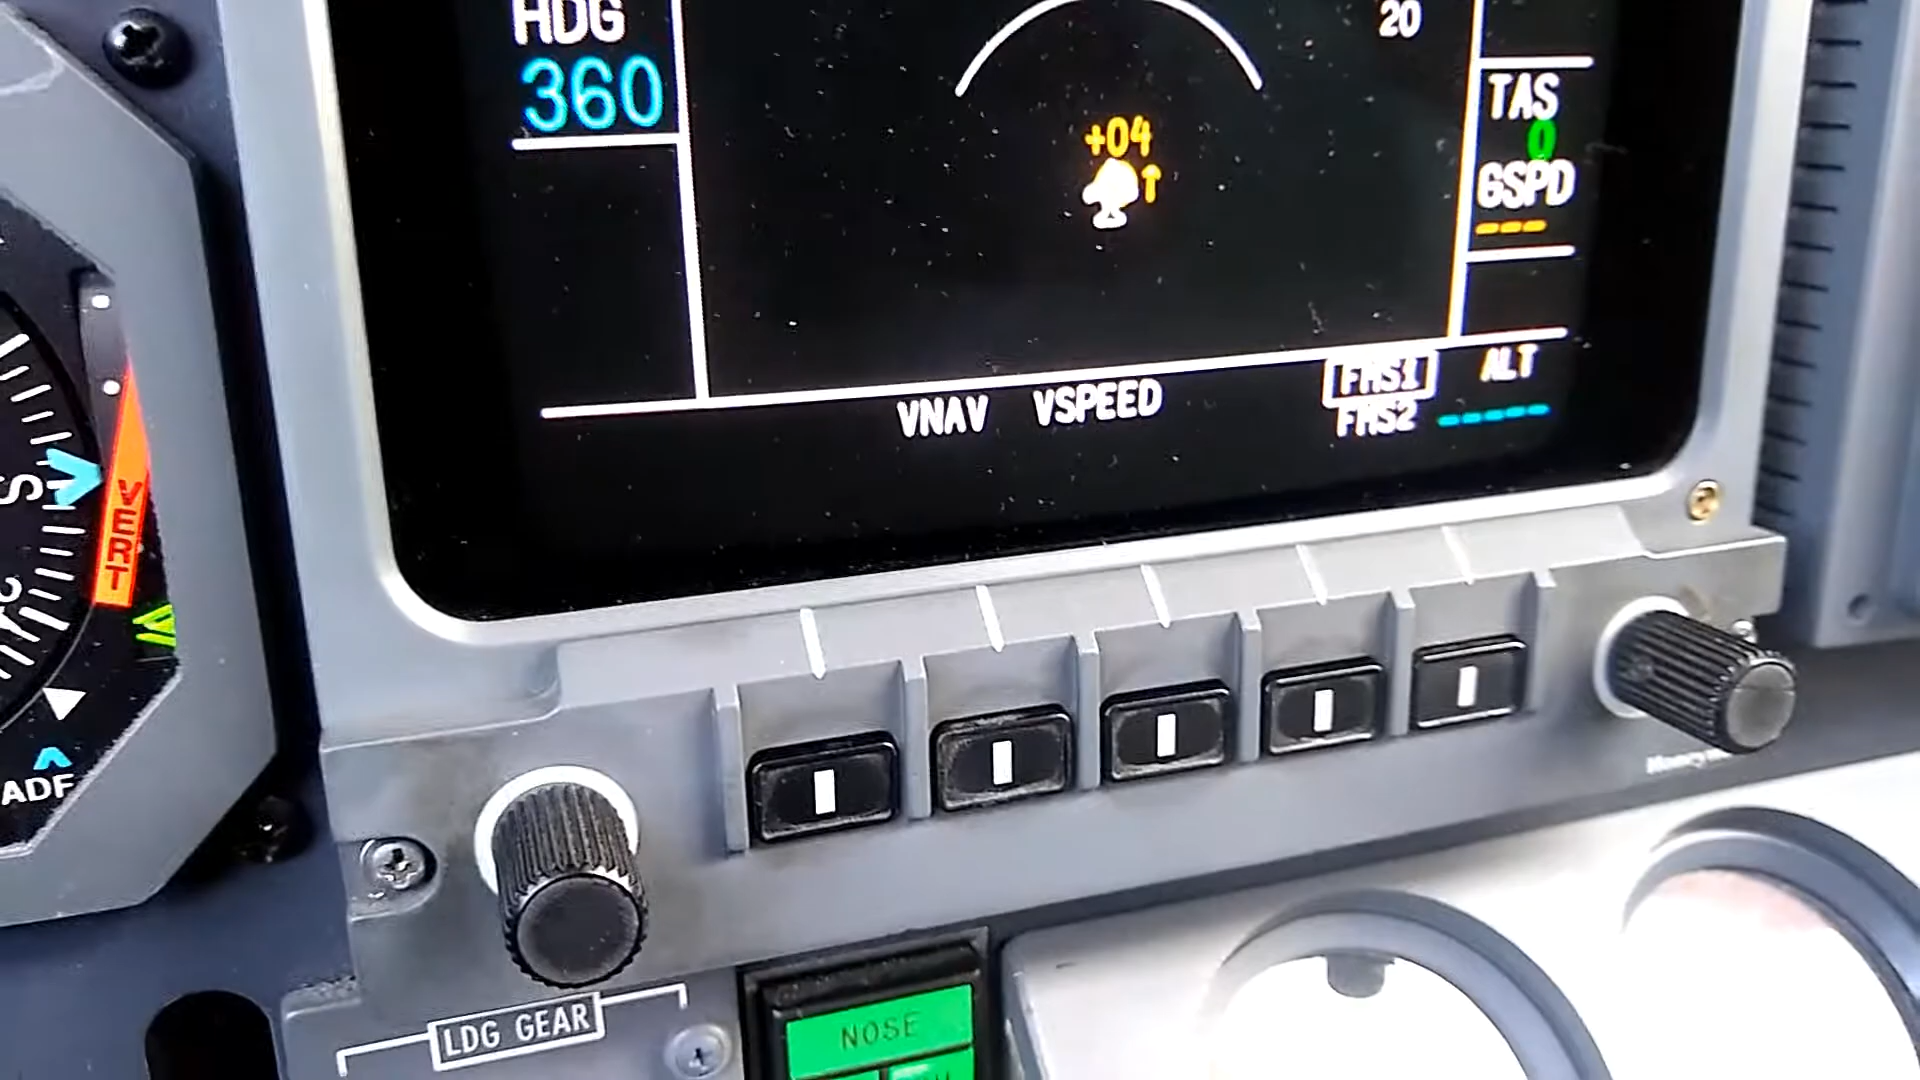 HDG
360
20
TAS
0
GSPD
---
+04
VNAV VSPEED
FMS1
FMS2
ALT
-----
S
VERT
ADF
LDG GEAR
NOSE